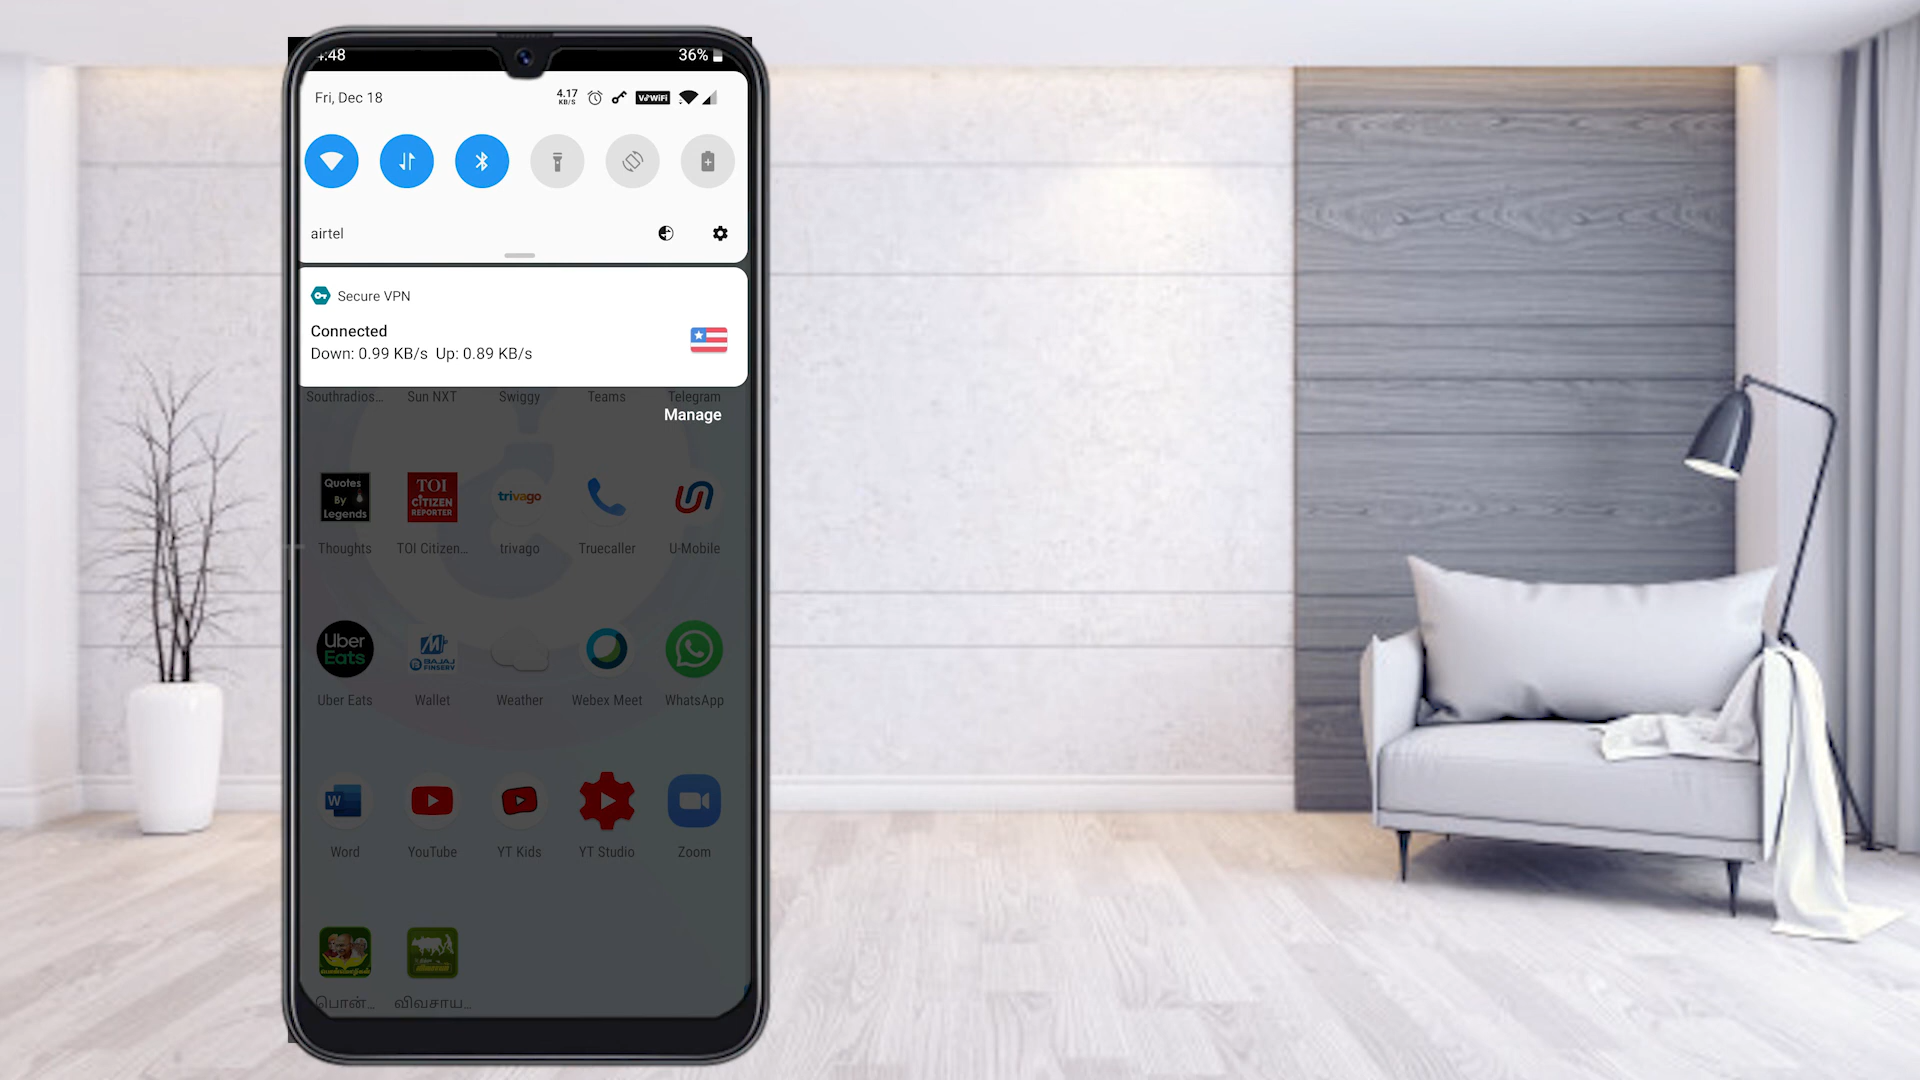 :48
36%
Fri, Dec 18
4.17
KB/S
VoWiFi
airtel
Secure VPN
Connected
Down: 0.99 KB/s Up: 0.89 KB/s
Southradios... Sun NXT Swiggy Teams Telegram
Manage
Quotes
By
Legends
TOI
CITIZEN
REPORTER
trivago
Thoughts TOI Citizen... trivago Truecaller U-Mobile
Uber
Eats
BAJAJ
FINSERV
Uber Eats Wallet Weather Webex Meet WhatsApp
W
Word YouTube YT Kids YT Studio Zoom
பொன்... விவசாய...